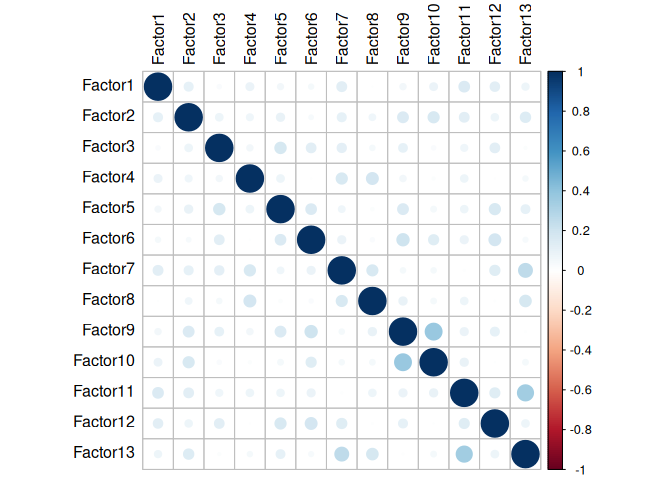 Factor1
Factor2
Factor3
Factor4
Factor5
Factor6
Factor7
Factor8
Factor9
Factor10
Factor11
Factor12
Factor13
Factor1
Factor2
Factor3
Factor4
Factor5
Factor6
Factor7
Factor8
Factor9
Factor10
Factor11
Factor12
Factor13
1
0.8
0.6
0.4
0.2
0
-0.2
-0.4
-0.6
-0.8
-1